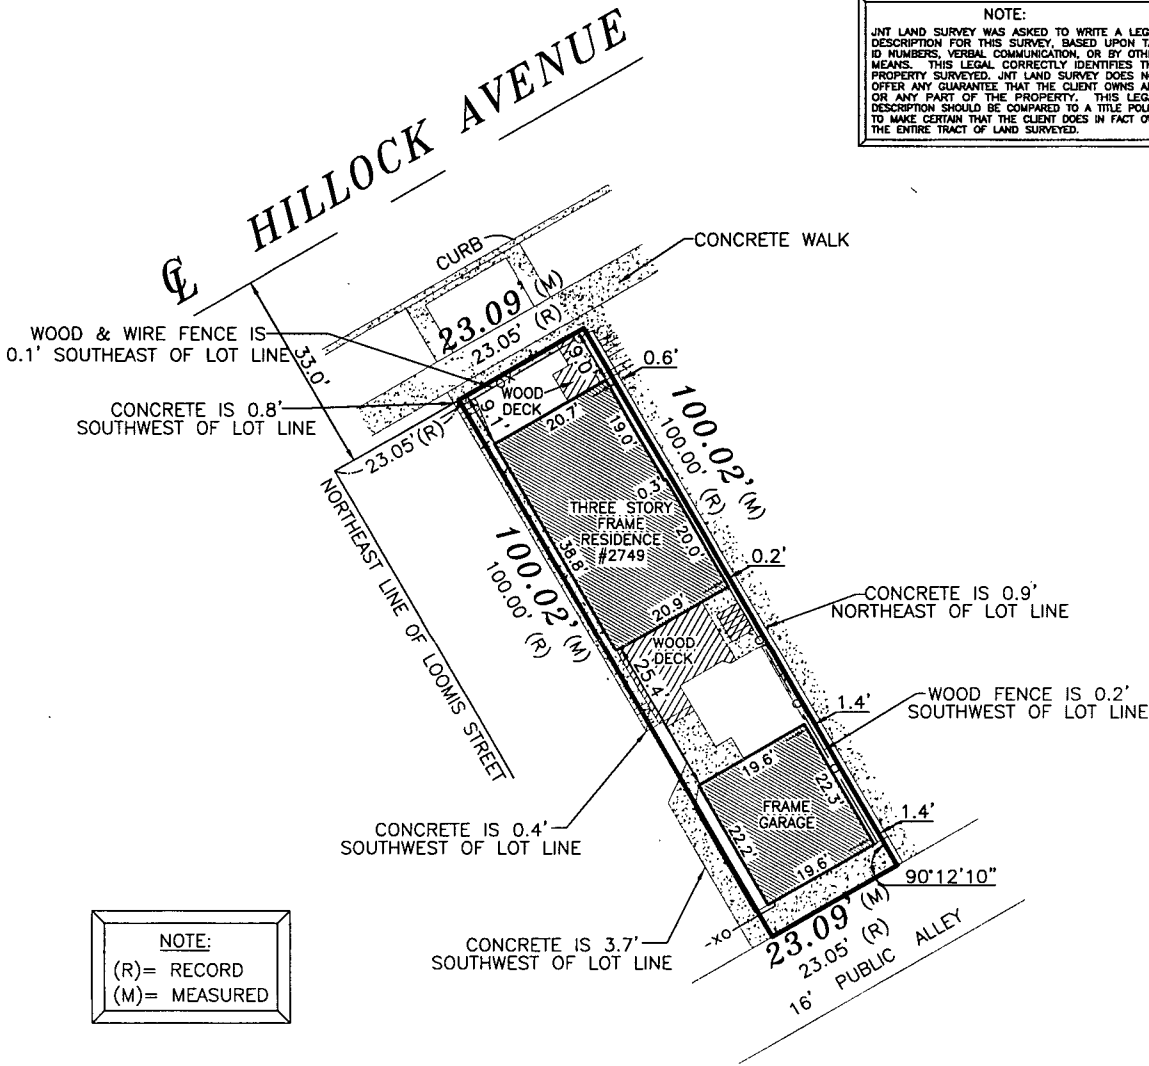 NOTE:
JNT LAND SURVEY WAS ASKED TO WRITE A
DESCRIPTION FOR THIS SURVEY, BASED UPON
ID NUMBERS, VERBAL COMMUNICATION, OR BY
MEANS. THIS LEGAL CORRECTLY IDENTIFIES
PROPERTY SURVEYED. JNT LAND SURVEY DOES
OFFER ANY GUARANTEE THAT THE CLIENT OWNS
OR ANY PART OF THE PROPERTY. THIS
DESCRIPTION SHOULD BE COMPARED TO A TITLE
TO MAKE CERTAIN THAT THE CLIENT DOES IN FACT
THE ENTIRE TRACT OF LAND SURVEYED.
CL HILLOCK AVENUE
CURB
CONCRETE WALK
23.09' (M)
23.05' (R)
WOOD & WIRE FENCE IS
0.1' SOUTHEAST OF LOT LINE
33.0'
CONCRETE IS 0.8'
SOUTHWEST OF LOT LINE
23.05'(R)
9.1'
WOOD
DECK
9.0'
0.6'
20.7'
19.0'
100.02' (M)
100.00' (R)
0.3'
THREE STORY
FRAME
RESIDENCE
#2749
38.8'
20.0'
NORTHEAST LINE OF LOOMIS STREET
100.02' (M)
100.00' (R)
20.9'
0.2'
CONCRETE IS 0.9'
NORTHEAST OF LOT LINE
WOOD
DECK
25.4'
1.4'
WOOD FENCE IS 0.2'
SOUTHWEST OF LOT LINE
19.6'
22.3'
FRAME
GARAGE
22.2'
19.6'
1.4'
CONCRETE IS 0.4'
SOUTHWEST OF LOT LINE
90°12'10"
CONCRETE IS 3.7'
SOUTHWEST OF LOT LINE
23.09' (M)
23.05' (R)
16' PUBLIC ALLEY
NOTE:
(R)= RECORD
(M)= MEASURED